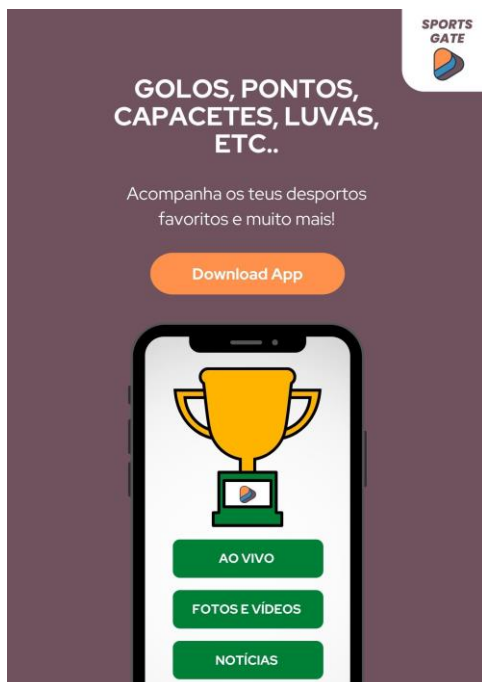 SPORTS
GATE
GOLOS, PONTOS,
CAPACETES, LUVAS,
ETC..
Acompanha os teus desportos
favoritos e muito mais!
Download App
AO VIVO
FOTOS E VÍDEOS
NOTÍCIAS